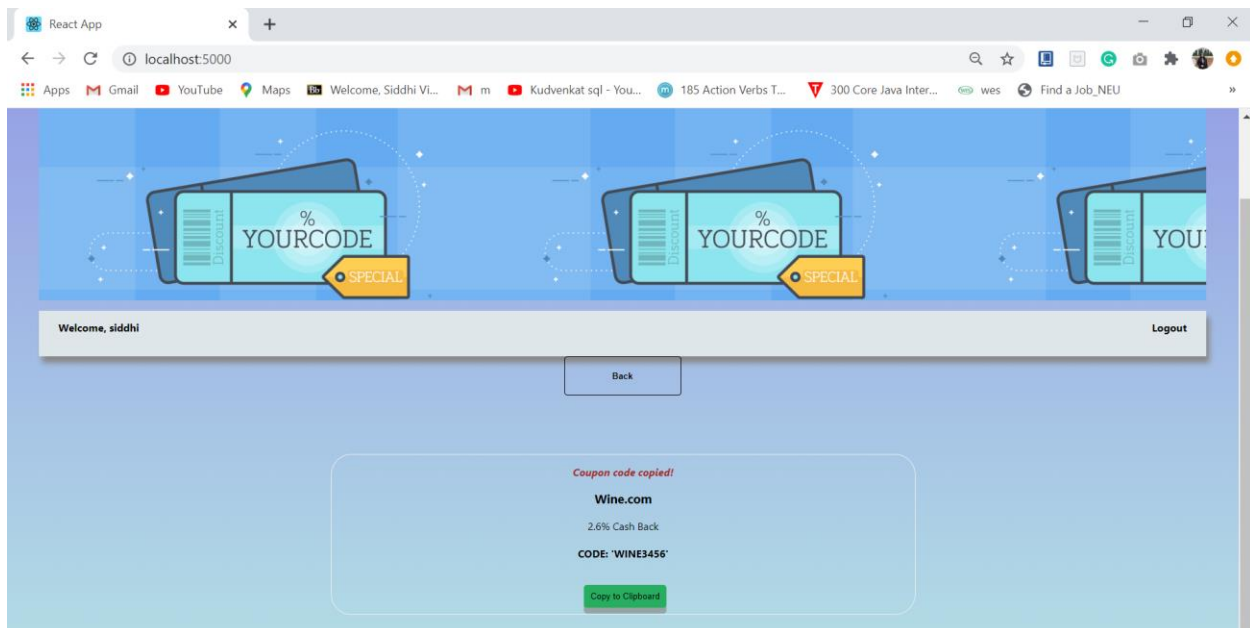 React App
localhost:5000
Apps Gmail YouTube Maps Welcome, Siddhi Vi... m Kudvenkat sql - You... 185 Action Verbs T... 300 Core Java Inter... wes Find a Job_NEU »
Discount % YOURCODE SPECIAL
Discount % YOURCODE SPECIAL
Discount YOU
Welcome, siddhi Logout
Back
Coupon code copied!
Wine.com
2.6% Cash Back
CODE: 'WINE3456'
Copy to Clipboard